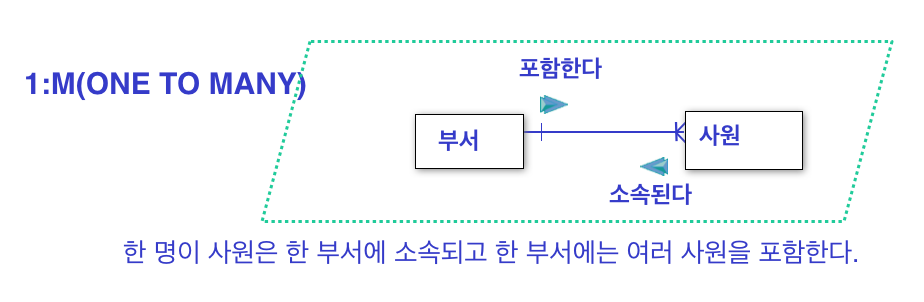 포함한다
1:M(ONE TO MANY)
부서
사원
소속된다
한 명이 사원은 한 부서에 소속되고 한 부서에는 여러 사원을 포함한다.